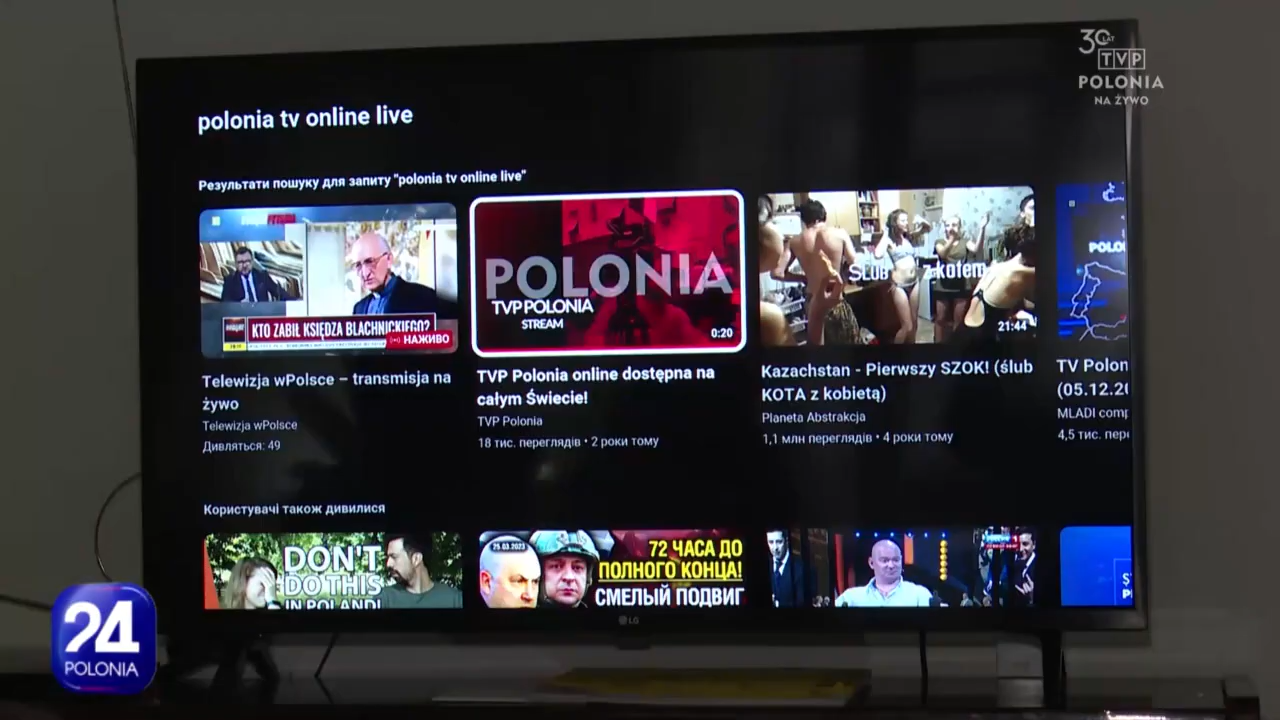 30 LAT
TVP
POLONIA
NA ŻYWO
polonia tv online live
Результати пошуку для запиту "polonia tv online live"
KTO ZABIŁ KSIĘDZA BLACHNICKIEGO?
НАЖИВО
Telewizja wPolsce – transmisja na
żywo
Telewizja wPolsce
Дивляться: 49
POLONIA
TVP POLONIA
STREAM
0:20
TVP Polonia online dostępna na
całym Świecie!
TVP Polonia
18 тис. переглядів • 2 роки тому
ŚLUB z kotem
21:44
Kazachstan - Pierwszy SZOK! (ślub
KOTA z kobietą)
Planeta Abstrakcja
1,1 млн переглядів • 4 роки тому
POLO
TV Polon
(05.12.20
MLADI comp
4,5 тис. пере
Користувачі також дивилися
DON'T
DO THIS
IN POLAND!
25.03.2023
72 ЧАСА ДО
ПОЛНОГО КОНЦА!
СМЕЛЫЙ ПОДВИГ
LG
24
POLONIA